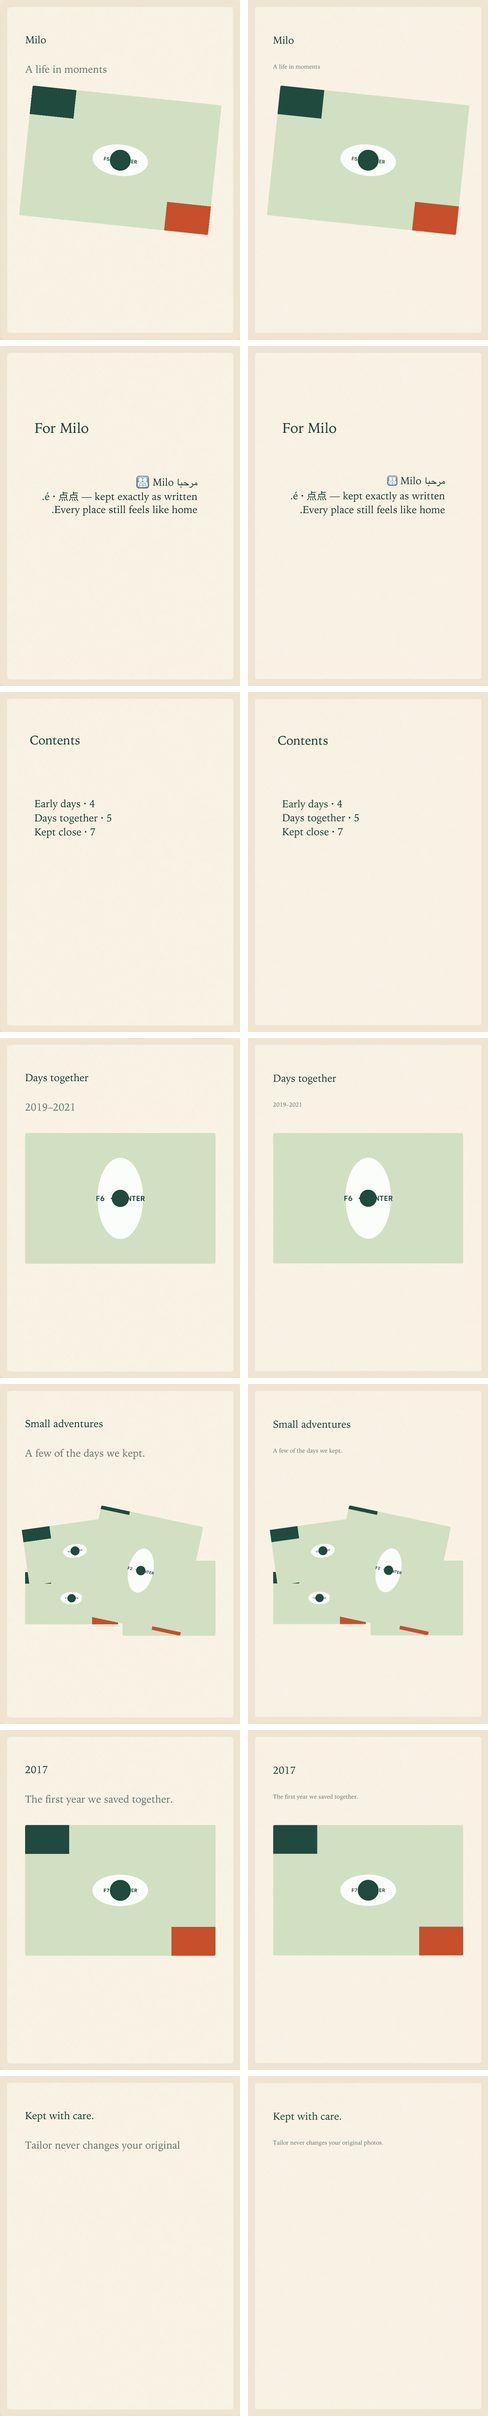 Milo
A life in moments
Milo
A life in moments
For Milo
مرحبا Milo
é · 点点 — kept exactly as written.
Every place still feels like home.
For Milo
مرحبا Milo
é · 点点 — kept exactly as written.
Every place still feels like home.
Contents
Early days · 4
Days together · 5
Kept close · 7
Contents
Early days · 4
Days together · 5
Kept close · 7
Days together
2019–2021
F6
Days together
2019–2021
F6
Small adventures
A few of the days we kept.
Small adventures
A few of the days we kept.
2017
The first year we saved together.
F7
2017
The first year we saved together.
F7
Kept with care.
Tailor never changes your original
Kept with care.
Tailor never changes your original photos.